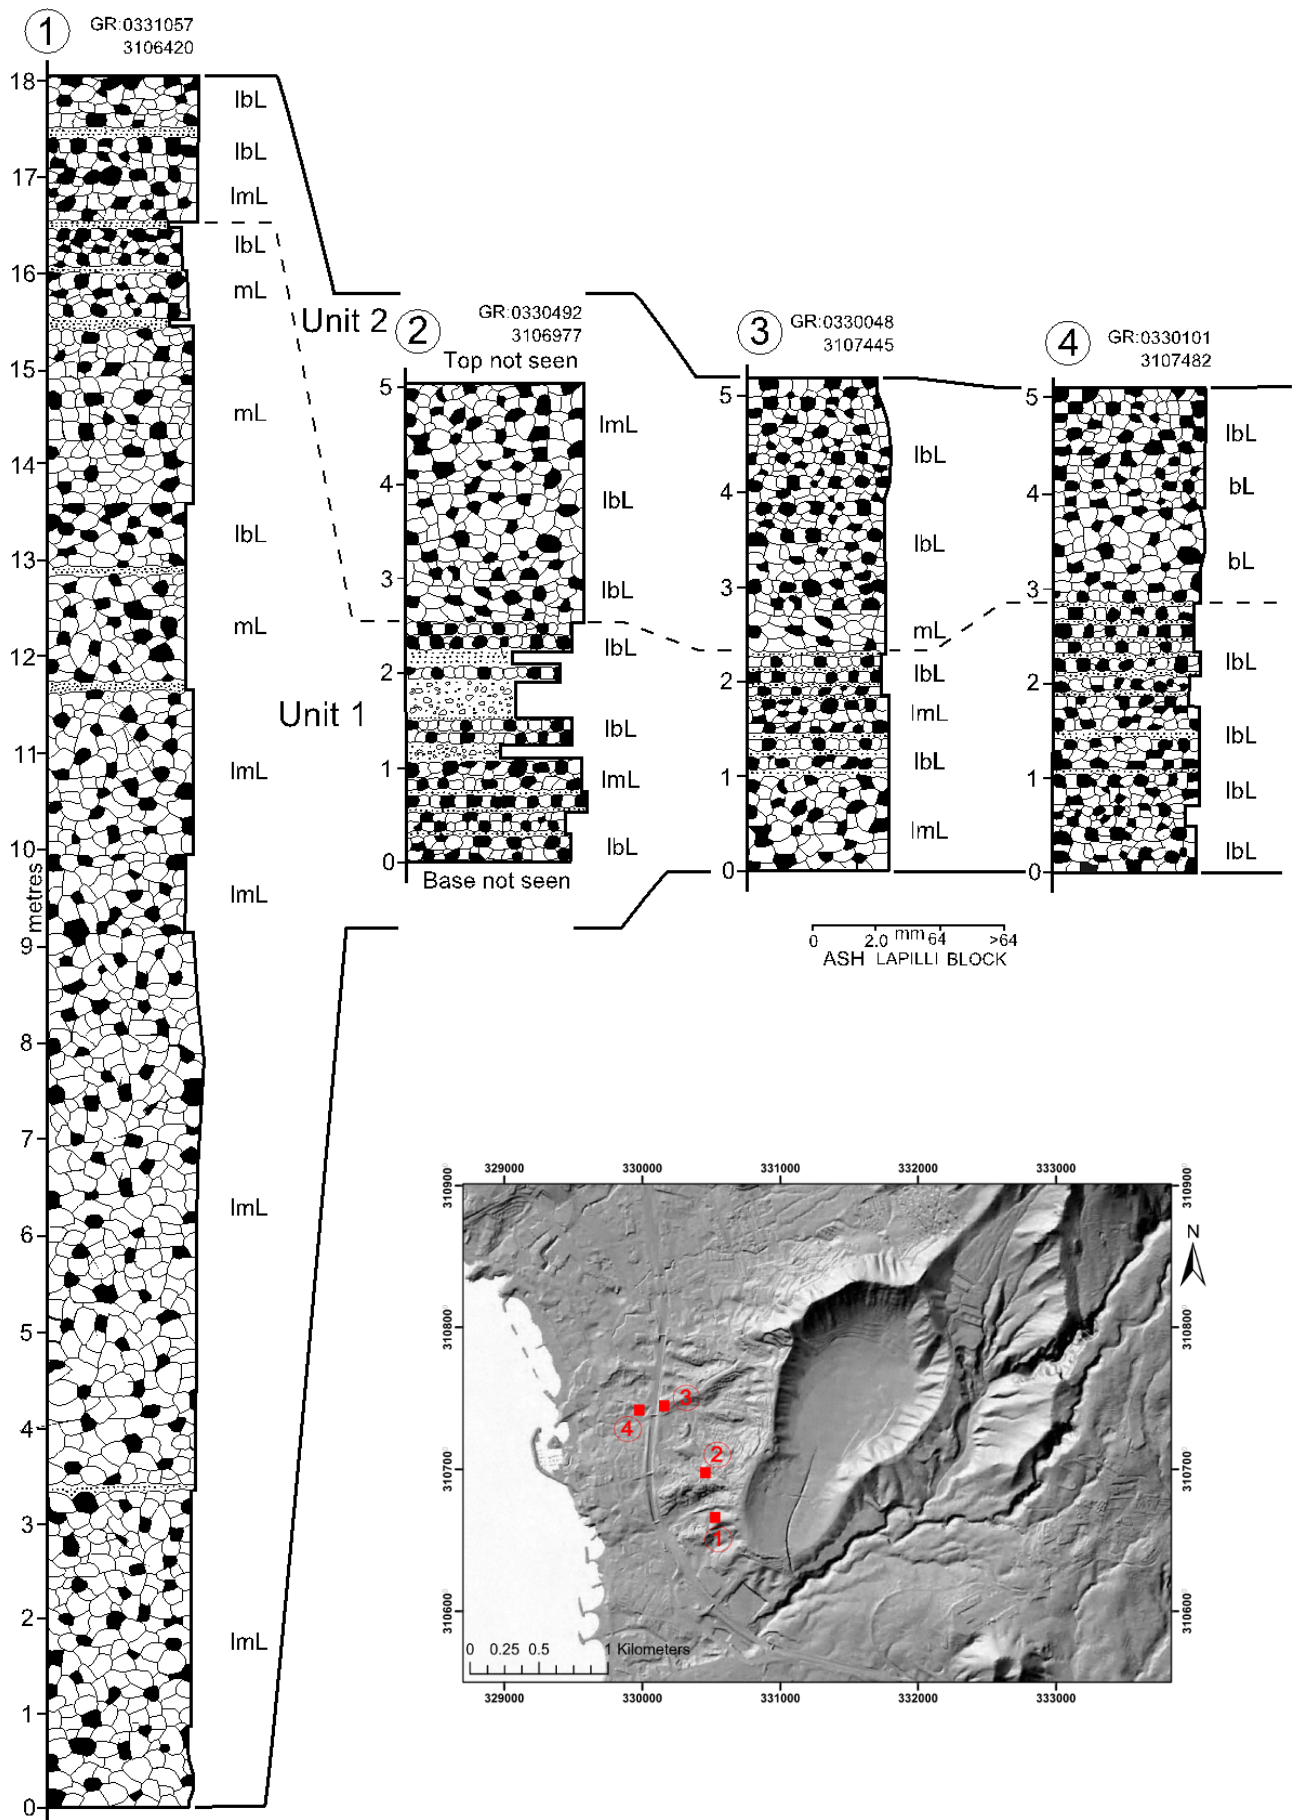 1
GR:0331057
3106420
18
17
16
15
14
13
12
11
10
9
8
7
6
5
4
3
2
1
0
metres
lbL
lbL
lmL
lbL
mL
mL
lbL
mL
lmL
lmL
lmL
lmL
Unit 2
Unit 1
2
GR:0330492
3106977
Top not seen
5
4
3
2
1
0
lmL
lbL
lbL
lbL
lbL
lmL
lbL
Base not seen
3
GR:0330048
3107445
5
4
3
2
1
0
lbL
lbL
mL
lbL
lmL
lbL
lmL
4
GR:0330101
3107482
5
4
3
2
1
0
lbL
bL
bL
lbL
lbL
lbL
lbL
0 2.0 mm 64 >64
ASH LAPILLI BLOCK
329000 330000 331000 332000 333000
310900
310800
310700
310600
310900
310800
310700
310600
N
3
4
2
1
0 0.25 0.5 1 Kilometers
329000 330000 331000 332000 333000